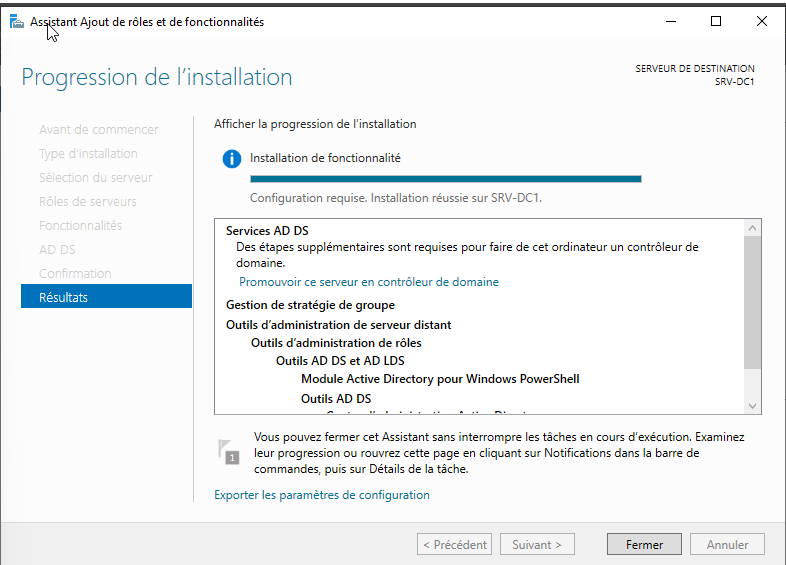 Assistant Ajout de rôles et de fonctionnalités
Progression de l'installation
SERVEUR DE DESTINATION
SRV-DC1
Avant de commencer
Type d'installation
Sélection du serveur
Rôles de serveurs
Fonctionnalités
AD DS
Confirmation
Résultats
Afficher la progression de l'installation
Installation de fonctionnalité
Configuration requise. Installation réussie sur SRV-DC1.
Services AD DS
Des étapes supplémentaires sont requises pour faire de cet ordinateur un contrôleur de
domaine.
Promouvoir ce serveur en contrôleur de domaine
Gestion de stratégie de groupe
Outils d'administration de serveur distant
Outils d'administration de rôles
Outils AD DS et AD LDS
Module Active Directory pour Windows PowerShell
Outils AD DS
1
Vous pouvez fermer cet Assistant sans interrompre les tâches en cours d'exécution. Examinez
leur progression ou rouvrez cette page en cliquant sur Notifications dans la barre de
commandes, puis sur Détails de la tâche.
Exporter les paramètres de configuration
< Précédent
Suivant >
Fermer
Annuler